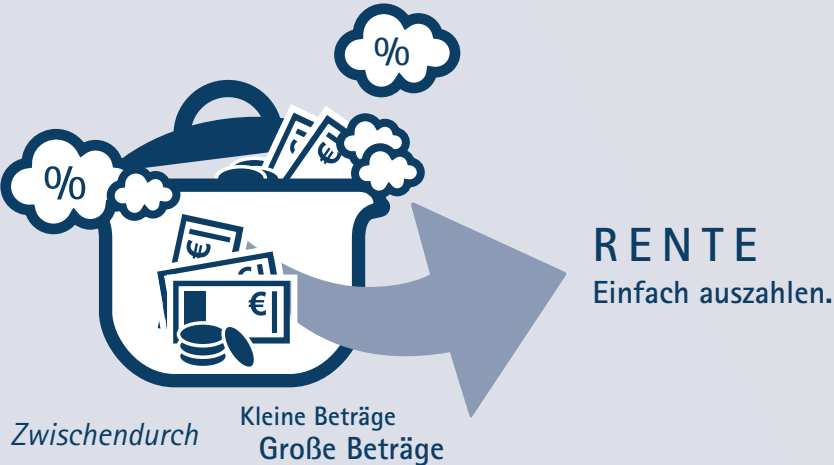 %
%
€
€
€
€
€
RENTE
Einfach auszahlen.
Zwischendurch
Kleine Beträge
Große Beträge